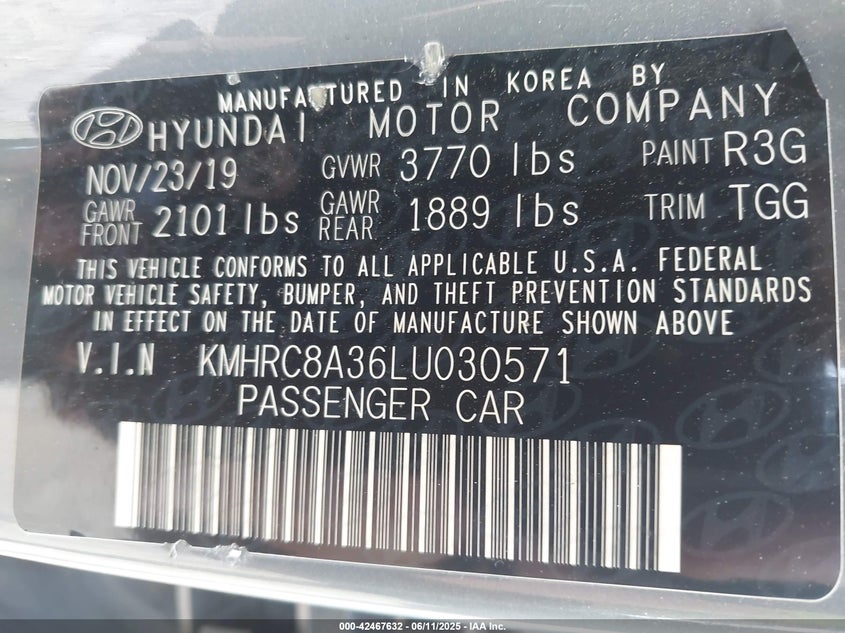 MANUFACTURED IN KOREA BY
HYUNDAI MOTOR COMPANY
NOV/23/19 GVWR 3770 lbs PAINT R3G
GAWR FRONT 2101 lbs GAWR REAR 1889 lbs TRIM TGG
THIS VEHICLE CONFORMS TO ALL APPLICABLE U.S.A. FEDERAL
MOTOR VEHICLE SAFETY, BUMPER, AND THEFT PREVENTION STANDARDS
IN EFFECT ON THE DATE OF MANUFACTURE SHOWN ABOVE
V.I.N KMHRC8A36LU030571
PASSENGER CAR
000-42467632 - 06/11/2025 - IAA Inc.